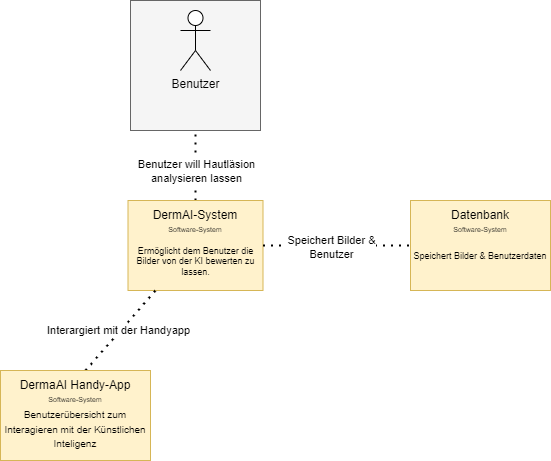 Benutzer
Benutzer will Hautläsion
analysieren lassen
DermAI-System
Software-System
Ermöglicht dem Benutzer die
Bilder von der KI bewerten zu
lassen.
Speichert Bilder &
Benutzer
Datenbank
Software-System
Speichert Bilder & Benutzerdaten
Interargiert mit der Handyapp
DermaAI Handy-App
Software-System
Benutzerübersicht zum
Interagieren mit der Künstlichen
Inteligenz